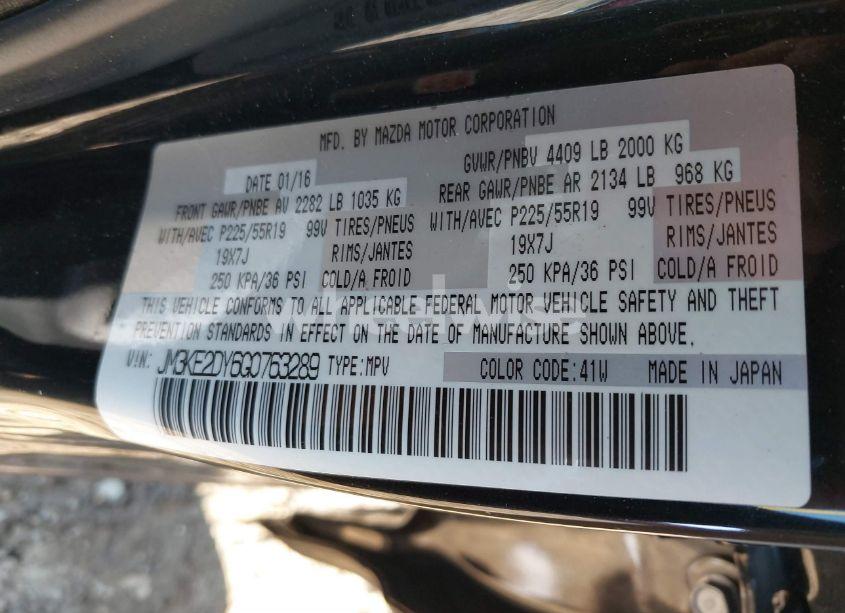 MFD. BY MAZDA MOTOR CORPORATION
DATE 01/16 GVWR/PNBV 4409 LB 2000 KG
FRONT GAWR/PNBE AV 2282 LB 1035 KG REAR GAWR/PNBE AR 2134 LB 968 KG
WITH/AVEC P225/55R19 99V TIRES/PNEUS WITH/AVEC P225/55R19 99V TIRES/PNEUS
19X7J RIMS/JANTES 19X7J RIMS/JANTES
250 KPA/36 PSI COLD/A FROID 250 KPA/36 PSI COLD/A FROID
THIS VEHICLE CONFORMS TO ALL APPLICABLE FEDERAL MOTOR VEHICLE SAFETY AND THEFT
PREVENTION STANDARDS IN EFFECT ON THE DATE OF MANUFACTURE SHOWN ABOVE.
V.I.N: JM3KE2DY6G0763289 TYPE:MPV COLOR CODE:41W MADE IN JAPAN